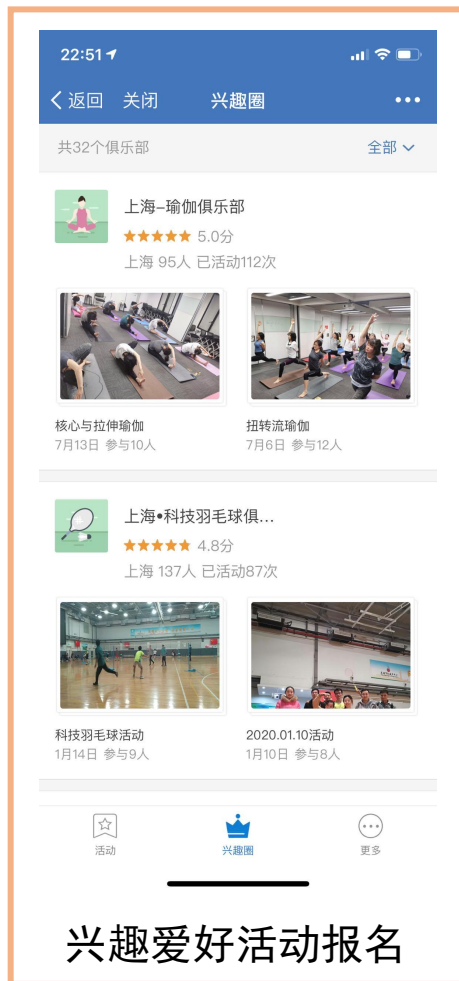 22:51
返回 关闭 兴趣圈
共32个俱乐部 全部
上海-瑜伽俱乐部
5.0分
上海 95人 已活动112次
核心与拉伸瑜伽 扭转流瑜伽
7月13日 参与10人 7月6日 参与12人
上海•科技羽毛球俱...
4.8分
上海 137人 已活动87次
科技羽毛球活动 2020.01.10活动
1月14日 参与9人 1月10日 参与8人
活动 兴趣圈 更多
兴趣爱好活动报名